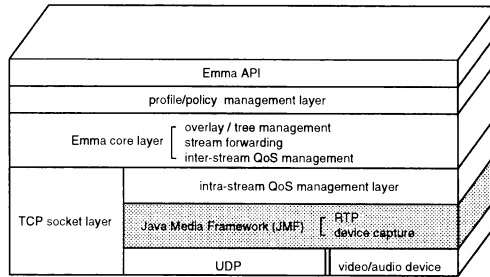 Emma API
profile/policy management layer
Emma core layer
overlay / tree management
stream forwarding
inter-stream QoS management
TCP socket layer
intra-stream QoS management layer
Java Media Framework (JMF)
RTP
device capture
UDP
video/audio device